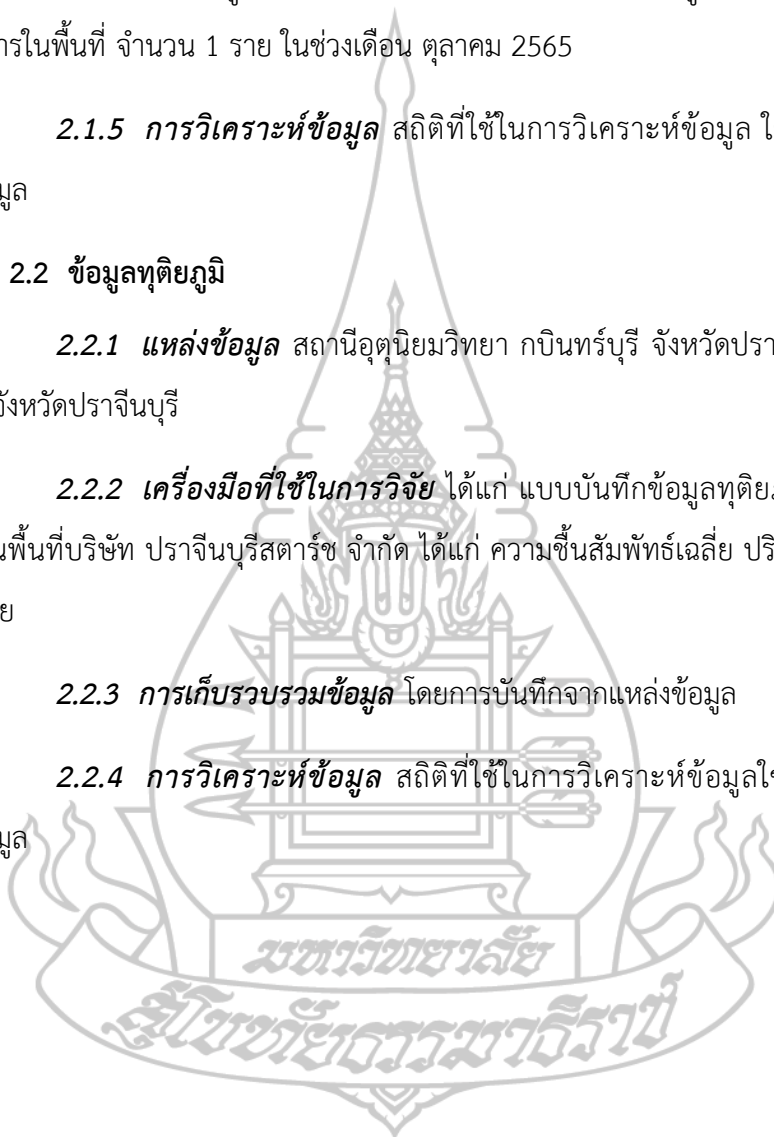 ารในพื้นที่ จำนวน 1 ราย ในช่วงเดือน ตุลาคม 2565
2.1.5 การวิเคราะห์ข้อมูล สถิติที่ใช้ในการวิเคราะห์ข้อมูล ใ
มูล
2.2 ข้อมูลทุติยภูมิ
2.2.1 แหล่งข้อมูล สถานีอุตุนิยมวิทยา กบินทร์บุรี จังหวัดปรา
จังหวัดปราจีนบุรี
2.2.2 เครื่องมือที่ใช้ในการวิจัย ได้แก่ แบบบันทึกข้อมูลทุติย
นพื้นที่บริษัท ปราจีนบุรีสตาร์ช จำกัด ได้แก่ ความชื้นสัมพัทธ์เฉลี่ย ปริ
ย
2.2.3 การเก็บรวบรวมข้อมูล โดยการบันทึกจากแหล่งข้อมูล
2.2.4 การวิเคราะห์ข้อมูล สถิติที่ใช้ในการวิเคราะห์ข้อมูลใช
มูล
มหาวิทยาลัย
สุโขทัยธรรมาธิราช